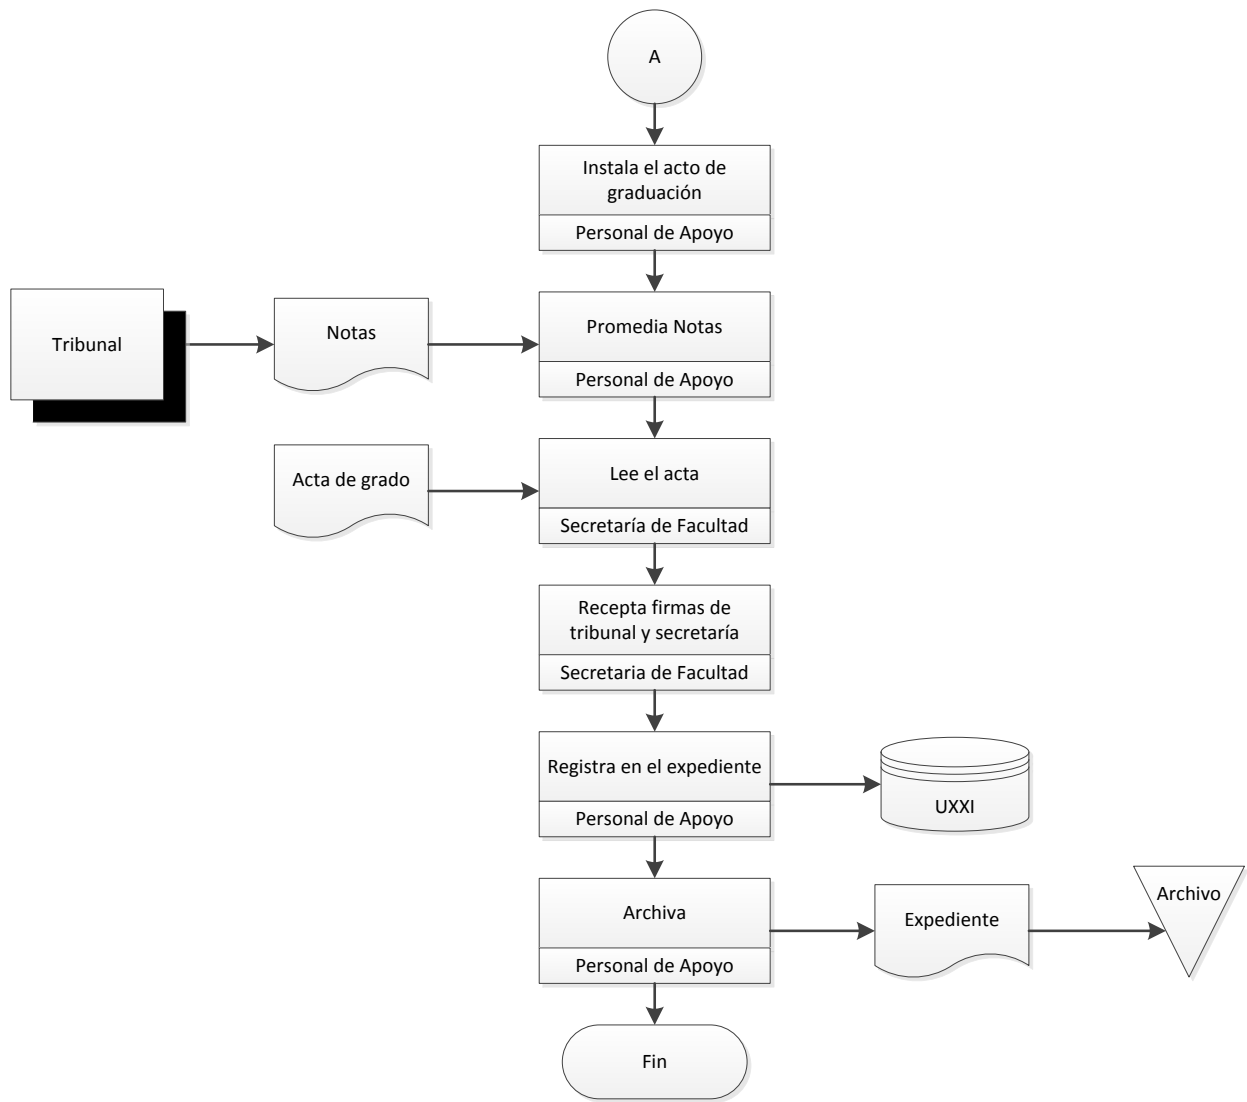 A
Instala el acto de
graduación
Personal de Apoyo
Tribunal
Notas
Promedia Notas
Personal de Apoyo
Acta de grado
Lee el acta
Secretaría de Facultad
Recepta firmas de
tribunal y secretaría
Secretaria de Facultad
Registra en el expediente
Personal de Apoyo
UXXI
Archiva
Personal de Apoyo
Expediente
Archivo
Fin